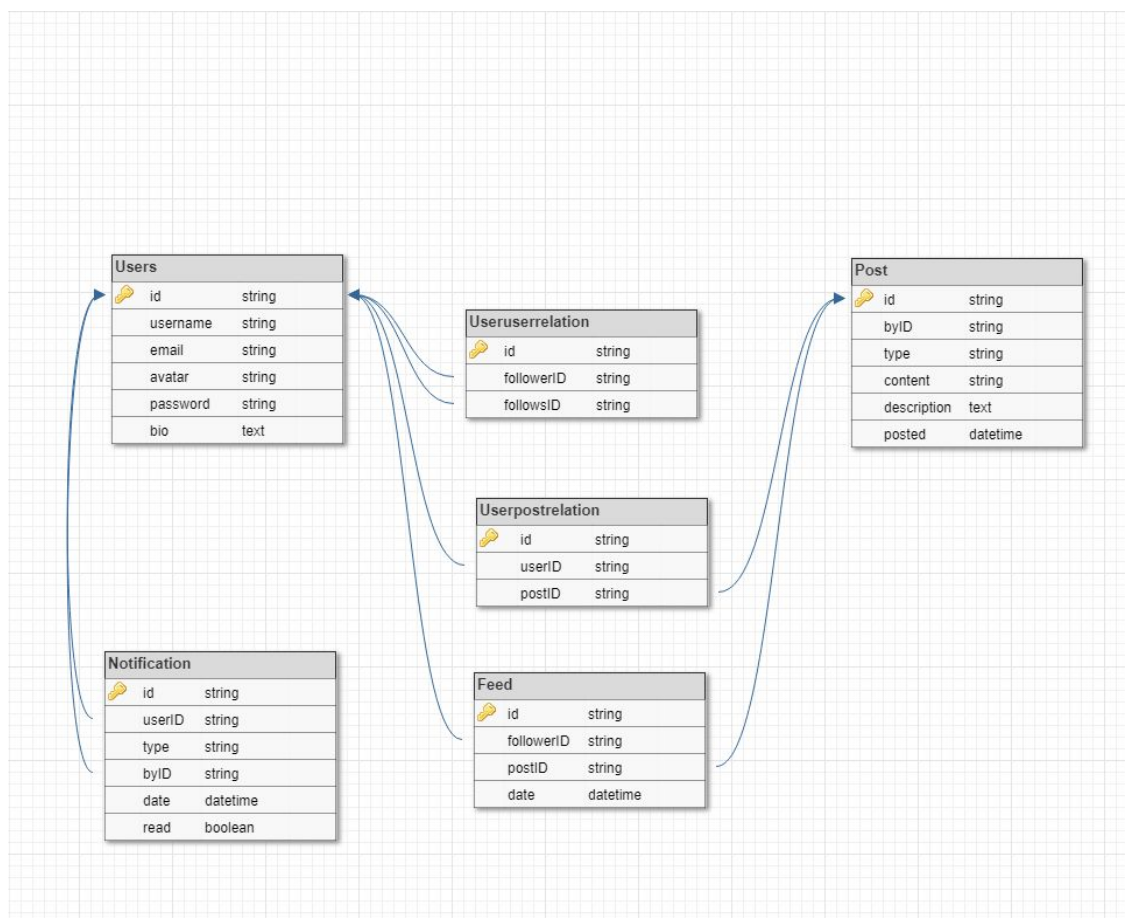 Users
id string
username string
email string
avatar string
password string
bio text
Useruserrelation
id string
followerID string
followsID string
Post
id string
byID string
type string
content string
description text
posted datetime
Userpostrelation
id string
userID string
postID string
Notification
id string
userID string
type string
byID string
date datetime
read boolean
Feed
id string
followerID string
postID string
date datetime